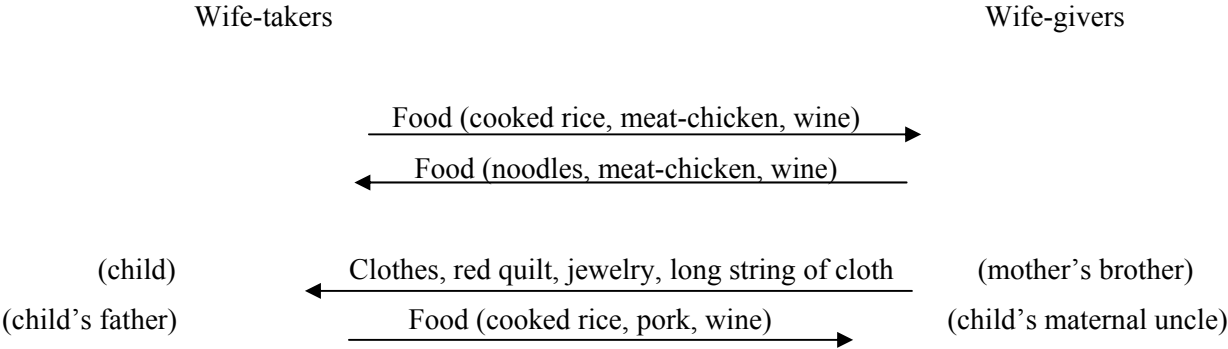 Wife-takers Wife-givers
Food (cooked rice, meat-chicken, wine)
Food (noodles, meat-chicken, wine)
(child) Clothes, red quilt, jewelry, long string of cloth (mother’s brother)
(child’s father) Food (cooked rice, pork, wine) (child’s maternal uncle)